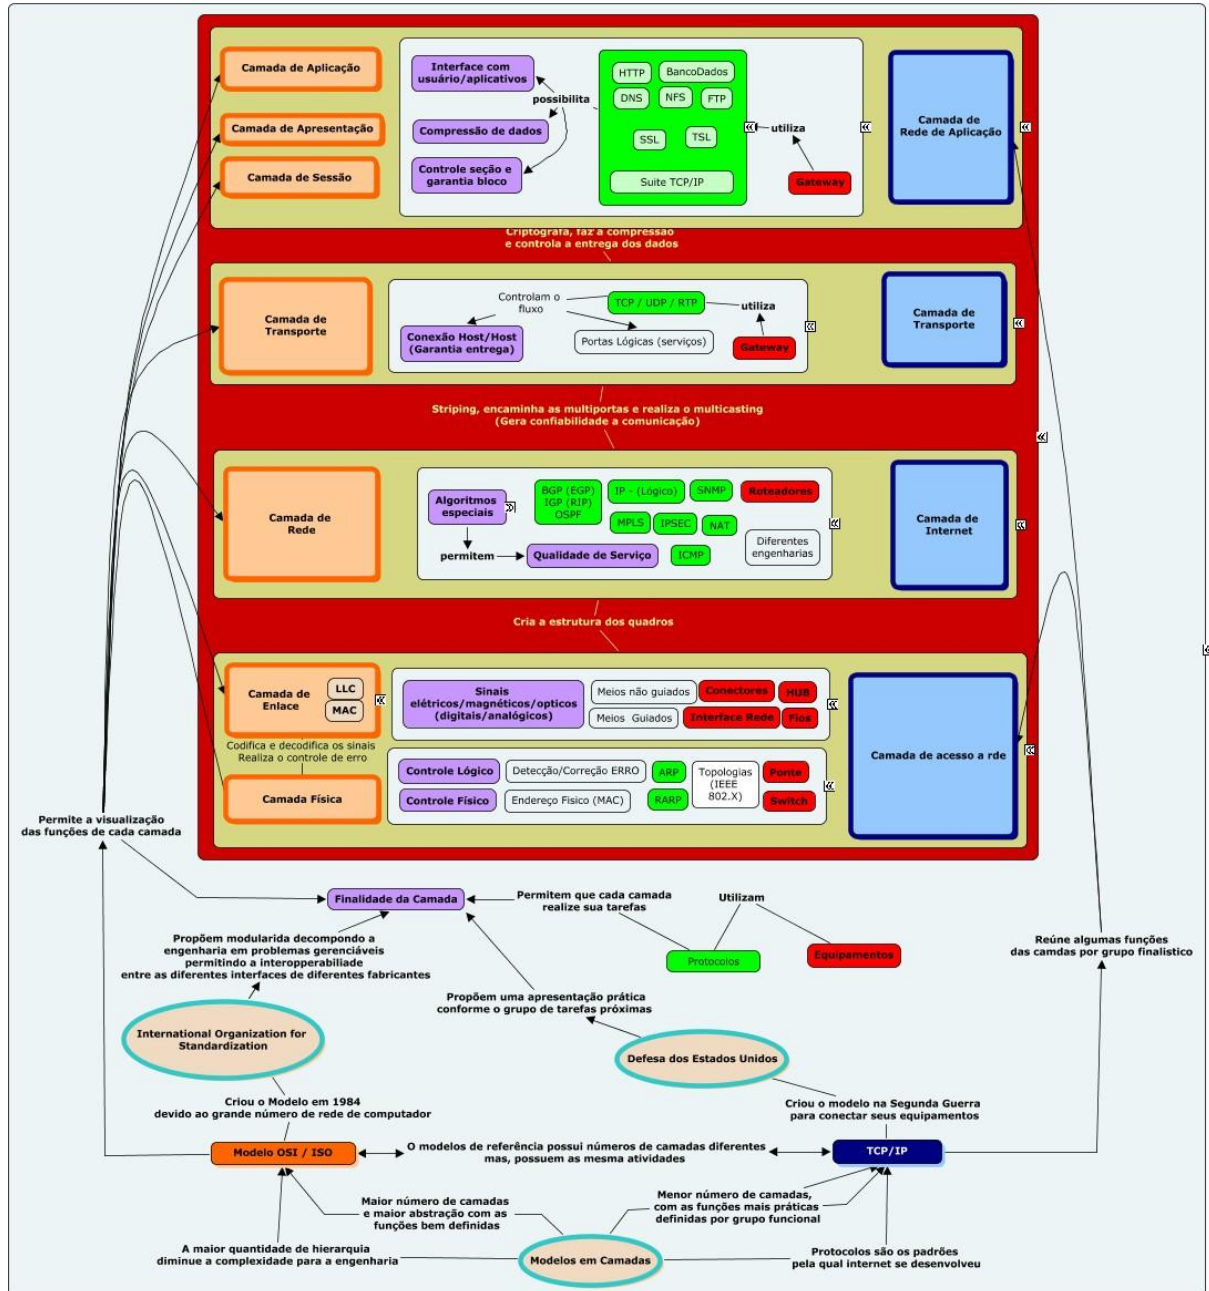 Camada de Aplicação
Camada de Apresentação
Camada de Sessão
Interface com
usuário/aplicativos
possibilita
Compressão de dados
Controle seção e
garantia bloco
HTTP
BancoDados
DNS
NFS
FTP
SSL
TSL
Suite TCP/IP
utiliza
Gateway
Camada de
Rede de Aplicação
Criptografa, faz a compressão
e controla a entrega dos dados
Camada de
Transporte
Controlam o
fluxo
TCP / UDP / RTP
utiliza
Conexão Host/Host
(Garantia entrega)
Portas Lógicas (serviços)
Gateway
Camada de
Transporte
Striping, encaminha as multiportas e realiza o multicasting
(Gera confiabilidade a comunicação)
Camada de
Rede
Algoritmos
especiais
permitem
Qualidade de Serviço
BGP (EGP)
IGP (RIP)
OSPF
IP - (Lógico)
SNMP
Roteadores
MPLS
IPSEC
NAT
ICMP
Diferentes
engenharias
Camada de
Internet
Cria a estrutura dos quadros
Camada de
Enlace
LLC
MAC
Sinais
elétricos/magnéticos/opticos
(digitais/analógicos)
Meios não guiados
Conectores
HUB
Meios Guiados
Interface Rede
Fios
Codifica e decodifica os sinais
Realiza o controle de erro
Camada Física
Controle Lógico
Detecção/Correção ERRO
ARP
Topologias
(IEEE
802.X)
Ponte
Controle Físico
Endereço Fisico (MAC)
RARP
Switch
Camada de acesso a rde
Permite a visualização
das funções de cada camada
Finalidade da Camada
Permitem que cada camada
realize sua tarefas
Utilizam
Protocolos
Equipamentos
Reúne algumas funções
das camdas por grupo finalistico
Propõem modularida decompondo a
engenharia em problemas gerenciáveis
permitindo a interopperabiliade
entre as diferentes interfaces de diferentes fabricantes
Propõem uma apresentação prática
conforme o grupo de tarefas próximas
International Organization for
Standardization
Defesa dos Estados Unidos
Criou o Modelo em 1984
devido ao grande número de rede de computador
Criou o modelo na Segunda Guerra
para conectar seus equipamentos
Modelo OSI / ISO
O modelos de referência possui números de camadas diferentes
mas, possuem as mesma atividades
TCP/IP
Maior número de camadas
e maior abstração com as
funções bem definidas
Menor número de camadas,
com as funções mais práticas
definidas por grupo funcional
A maior quantidade de hierarquia
diminue a complexidade para a engenharia
Modelos em Camadas
Protocolos são os padrões
pela qual internet se desenvolveu